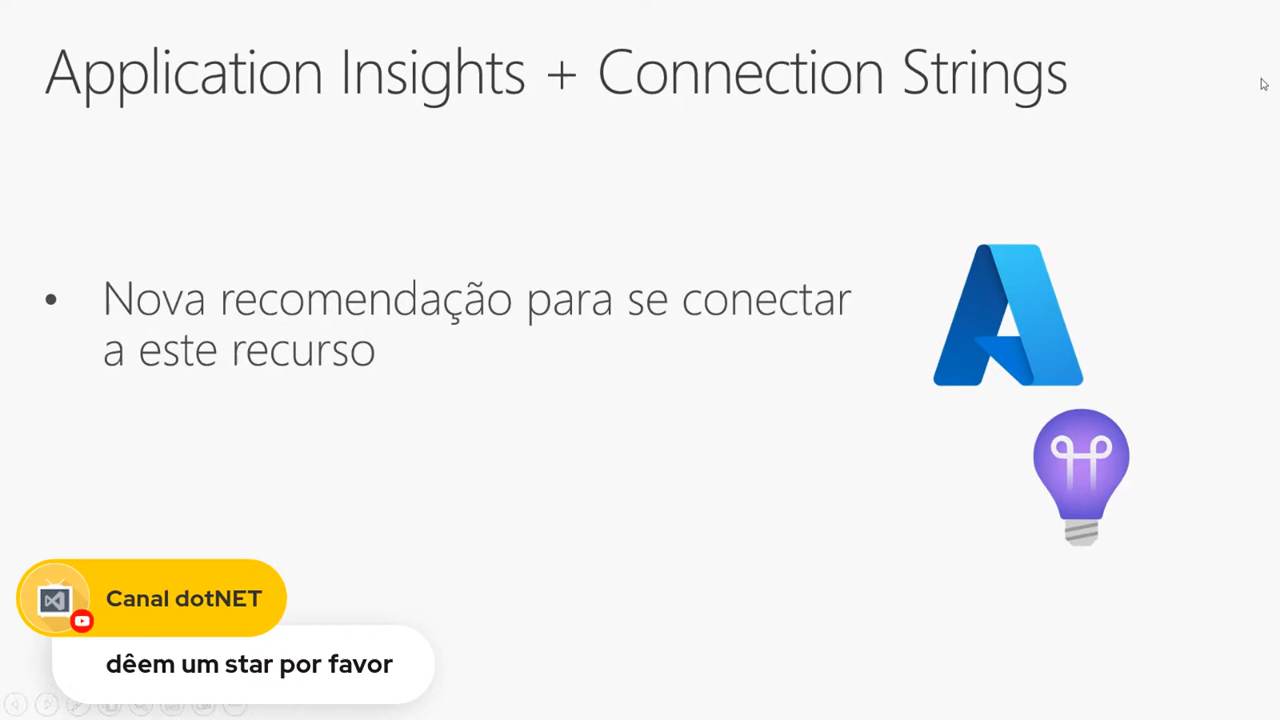 Application Insights + Connection Strings
• Nova recomendação para se conectar
a este recurso
Canal dotNET
dêem um star por favor